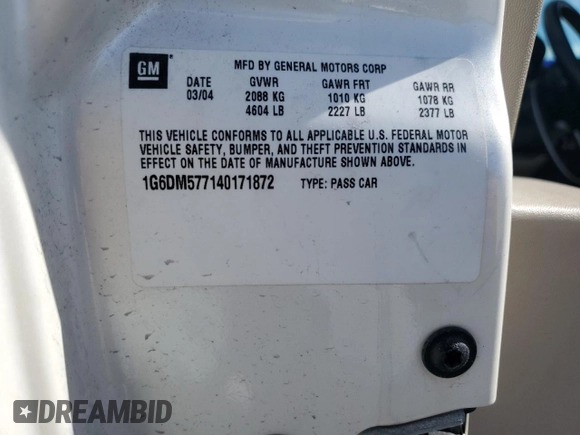 GM
MFD BY GENERAL MOTORS CORP
DATE GVWR GAWR FRT GAWR RR
03/04 2088 KG 1010 KG 1078 KG
4604 LB 2227 LB 2377 LB
THIS VEHICLE CONFORMS TO ALL APPLICABLE U.S. FEDERAL MOTOR
VEHICLE SAFETY, BUMPER, AND THEFT PREVENTION STANDARDS IN
EFFECT ON THE DATE OF MANUFACTURE SHOWN ABOVE.
1G6DM577140171872 TYPE: PASS CAR
DREAMBID